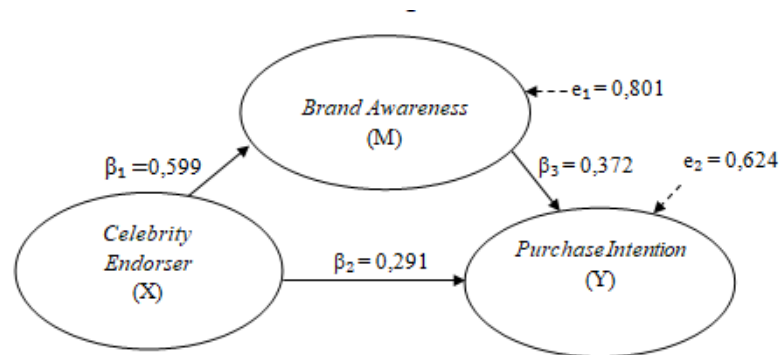 Brand Awareness
(M)
e₁ = 0,801
β₁ =0,599
β₃ = 0,372
e₂ = 0,624
Celebrity
Endorser
(X)
β₂ = 0,291
Purchase Intention
(Y)